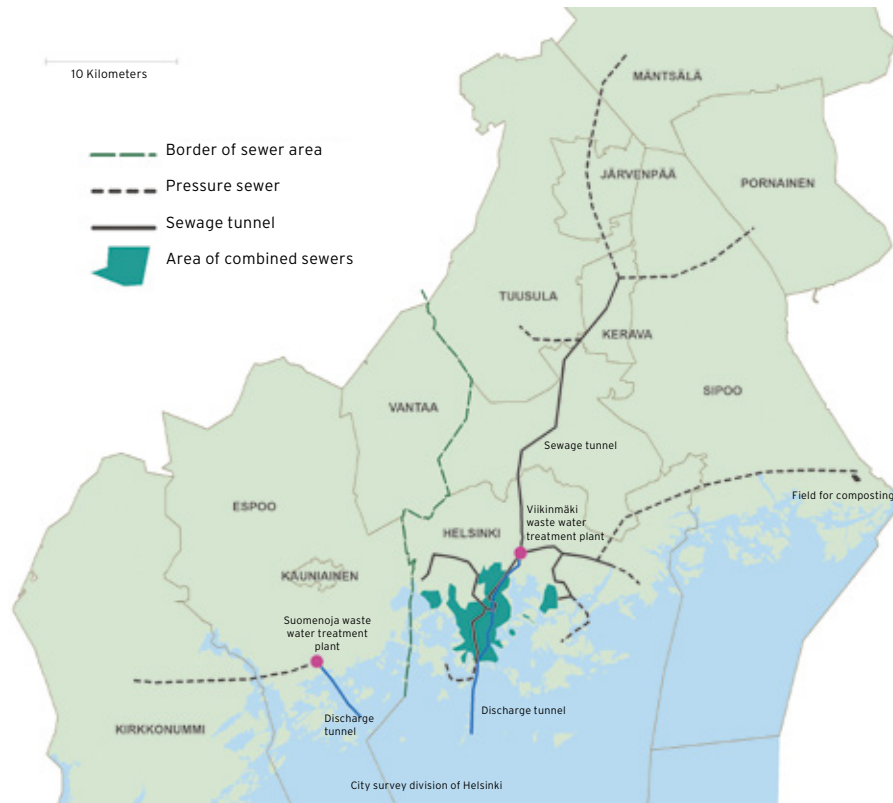 10 Kilometers
Border of sewer area
Pressure sewer
Sewage tunnel
Area of combined sewers
MÄNTSÄLÄ
JÄRVENPÄÄ
PORNAINEN
TUUSULA
KERAVA
VANTAA
SIPOO
Sewage tunnel
Field for composting
ESPOO
HELSINKI
Viikinmäki
waste water
treatment plant
KAUNIAINEN
Suomenoja waste
water treatment
plant
KIRKKONUMMI
Discharge
tunnel
Discharge tunnel
City survey division of Helsinki